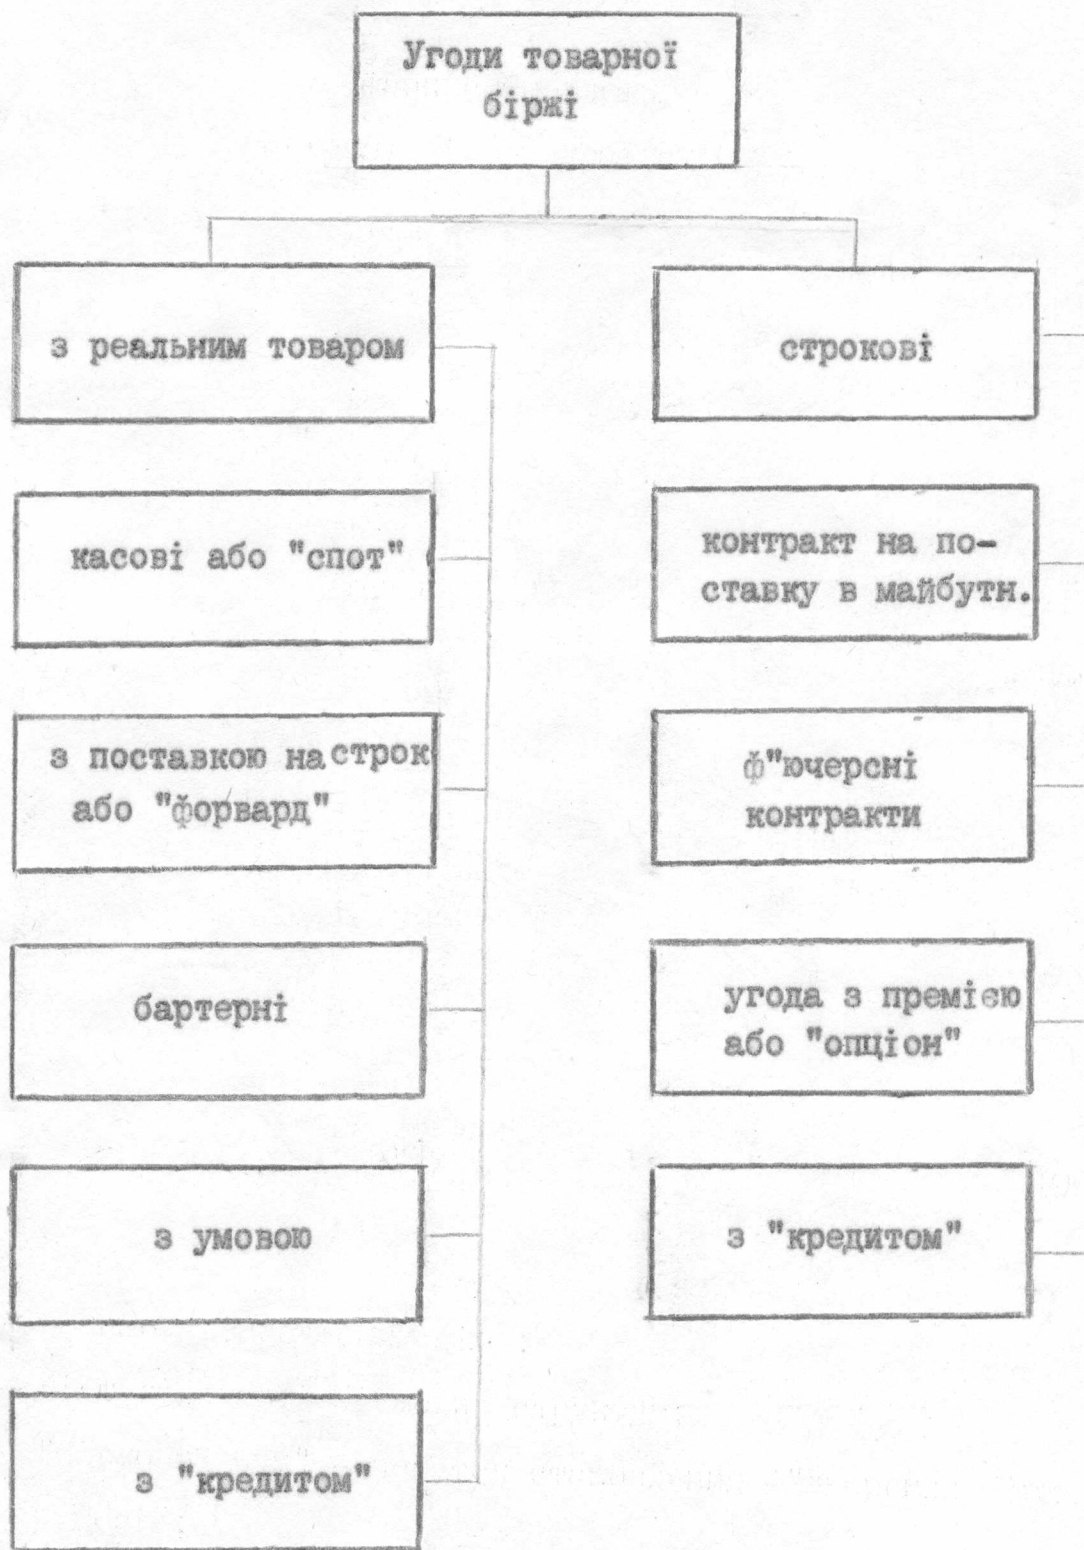 Угоди товарної
біржі
з реальним товаром
касові або "спот"
з поставкою на строк
або "форвард"
бартерні
з умовою
з "кредитом"
строкові
контракт на по-
ставку в майбутн.
ф"ючерсні
контракти
угода з премією
або "опціон"
з "кредитом"